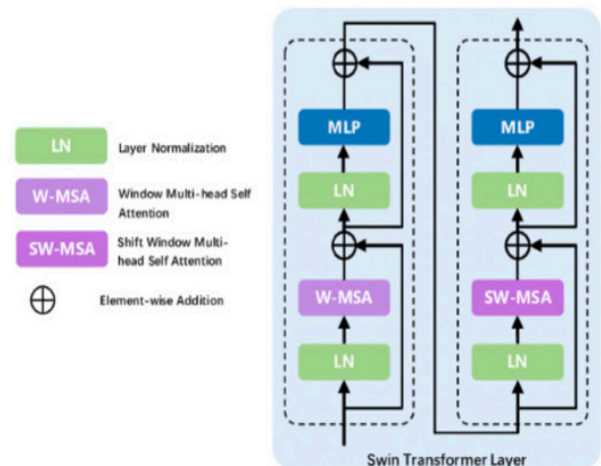 LN
Layer Normalization
W-MSA
Window Multi-head Self
Attention
SW-MSA
Shift Window Multi-
head Self Attention
Element-wise Addition
MLP
LN
W-MSA
LN
MLP
LN
SW-MSA
LN
Swin Transformer Layer